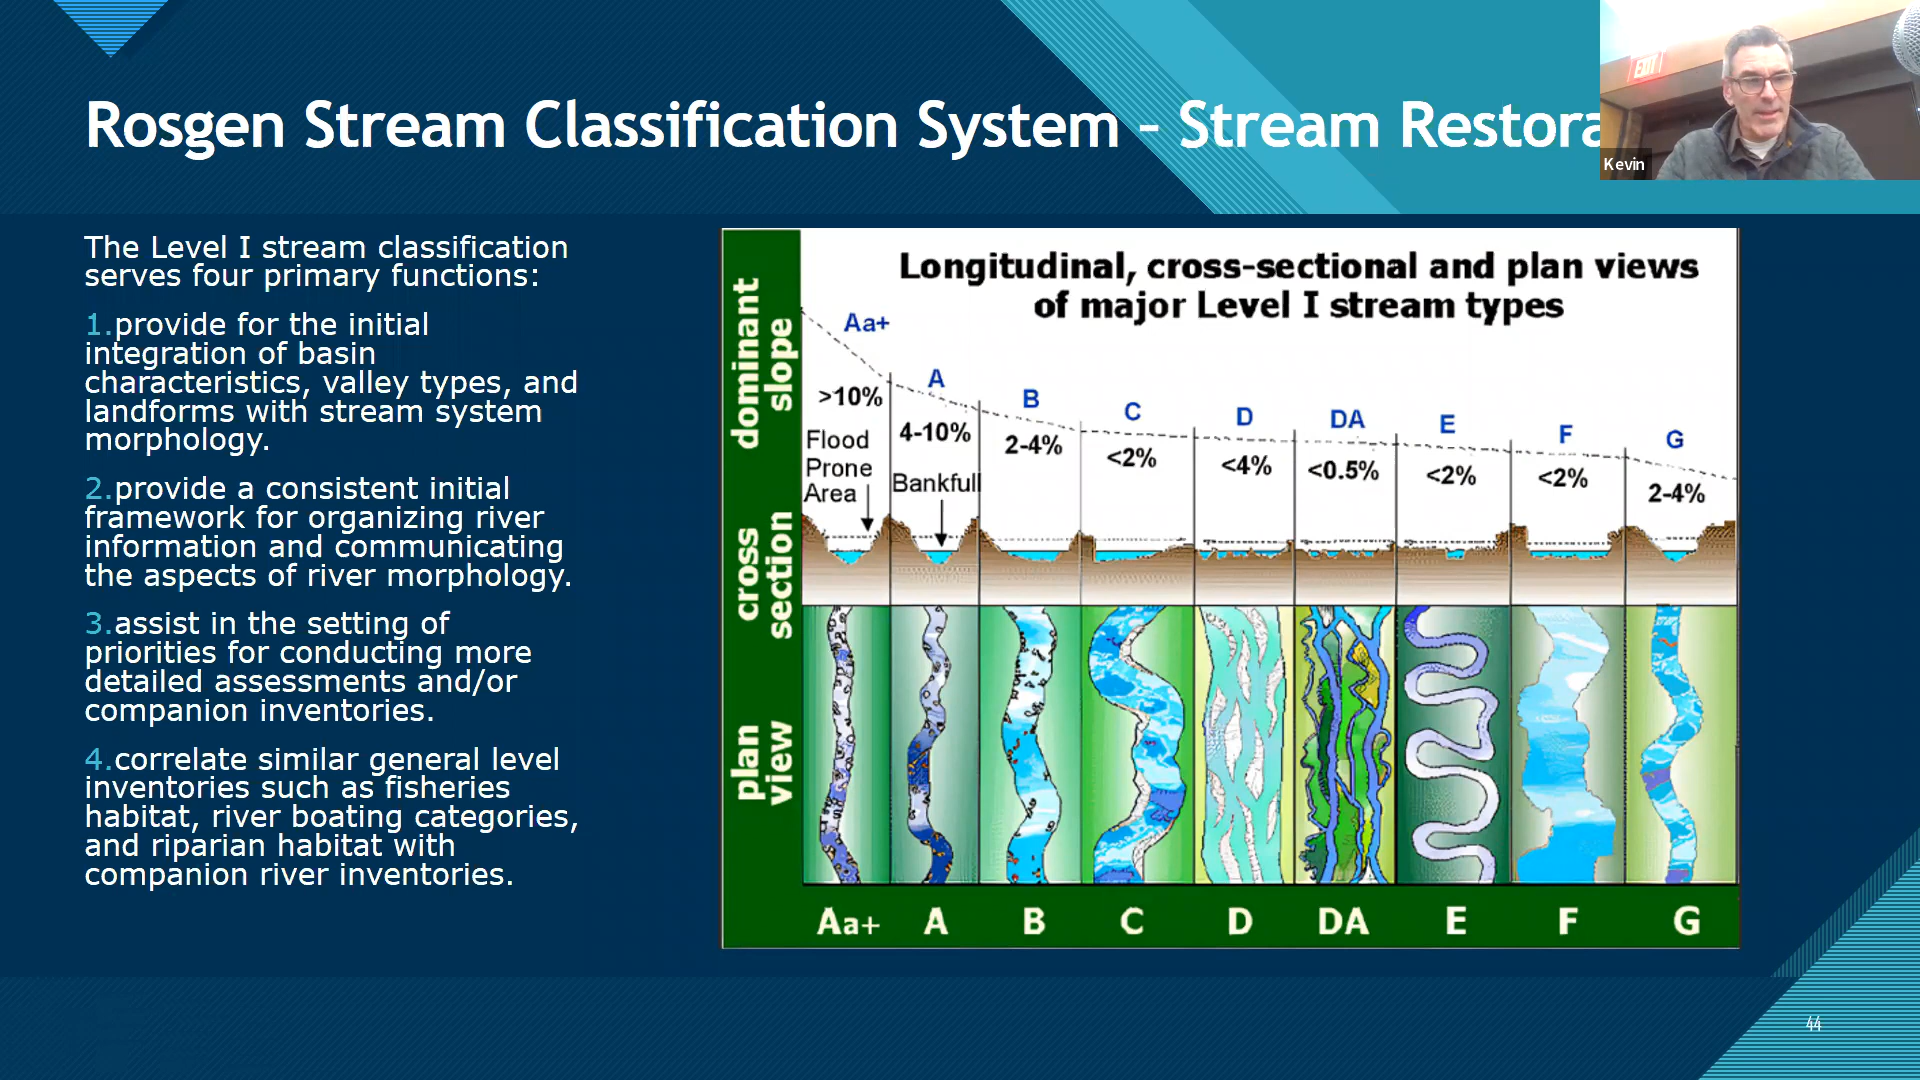 Rosgen Stream Classification System - Stream Restora
EXIT
Kevin
The Level I stream classification
serves four primary functions:
1.provide for the initial
integration of basin
characteristics, valley types, and
landforms with stream system
morphology.
2.provide a consistent initial
framework for organizing river
information and communicating
the aspects of river morphology.
3.assist in the setting of
priorities for conducting more
detailed assessments and/or
companion inventories.
4.correlate similar general level
inventories such as fisheries
habitat, river boating categories,
and riparian habitat with
companion river inventories.
Longitudinal, cross-sectional and plan views
of major Level I stream types
dominant
slope
Aa+ A B C D DA E F G
>10% 4-10% 2-4% <2% <4% <0.5% <2% <2% 2-4%
Flood
Prone
Area
Bankfull
cross
section
plan
view
Aa+ A B C D DA E F G
44